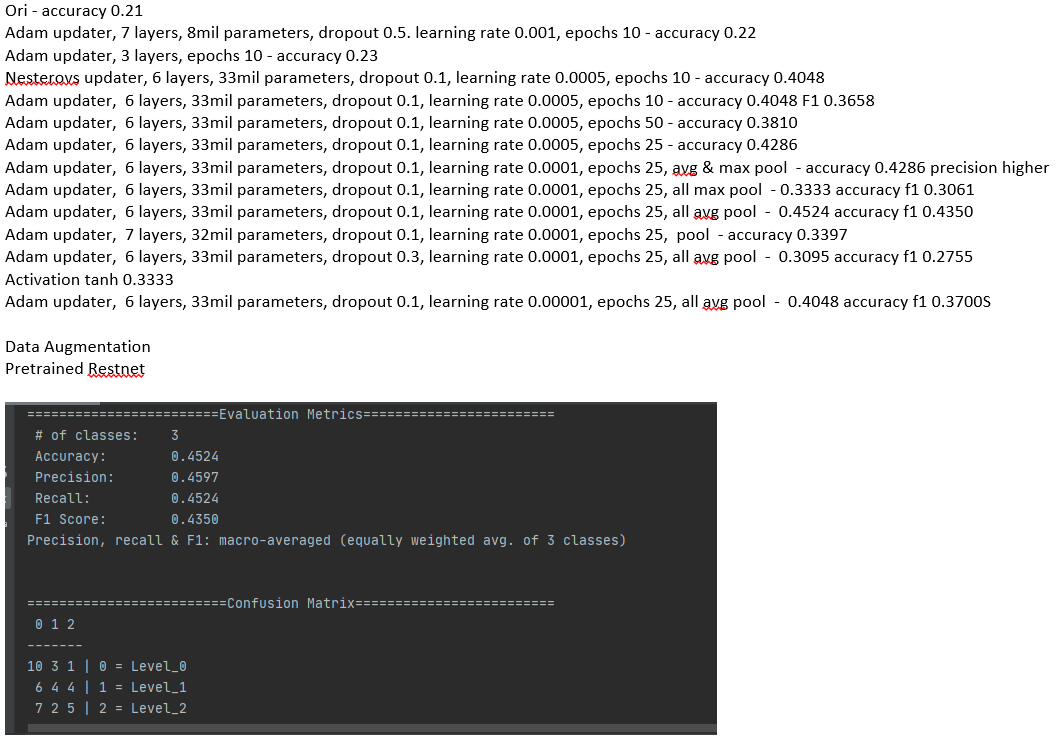 Ori - accuracy 0.21
Adam updater, 7 layers, 8mil parameters, dropout 0.5. learning rate 0.001, epochs 10 - accuracy 0.22
Adam updater, 3 layers, epochs 10 - accuracy 0.23
Nesterovs updater, 6 layers, 33mil parameters, dropout 0.1, learning rate 0.0005, epochs 10 - accuracy 0.4048
Adam updater,  6 layers, 33mil parameters, dropout 0.1, learning rate 0.0005, epochs 10 - accuracy 0.4048 F1 0.3658
Adam updater,  6 layers, 33mil parameters, dropout 0.1, learning rate 0.0005, epochs 50 - accuracy 0.3810
Adam updater,  6 layers, 33mil parameters, dropout 0.1, learning rate 0.0005, epochs 25 - accuracy 0.4286
Adam updater,  6 layers, 33mil parameters, dropout 0.1, learning rate 0.0001, epochs 25, avg & max pool  - accuracy 0.4286 precision higher
Adam updater,  6 layers, 33mil parameters, dropout 0.1, learning rate 0.0001, epochs 25, all max pool  - 0.3333 accuracy f1 0.3061
Adam updater,  6 layers, 33mil parameters, dropout 0.1, learning rate 0.0001, epochs 25, all avg pool  -  0.4524 accuracy f1 0.4350
Adam updater,  7 layers, 32mil parameters, dropout 0.1, learning rate 0.0001, epochs 25,  pool  - accuracy 0.3397
Adam updater,  6 layers, 33mil parameters, dropout 0.3, learning rate 0.0001, epochs 25, all avg pool  -  0.3095 accuracy f1 0.2755
Activation tanh 0.3333
Adam updater,  6 layers, 33mil parameters, dropout 0.1, learning rate 0.00001, epochs 25, all avg pool  -  0.4048 accuracy f1 0.3700S
Data Augmentation
Pretrained Restnet
========================Evaluation Metrics========================
# of classes:    3
Accuracy:        0.4524
Precision:       0.4597
Recall:          0.4524
F1 Score:        0.4350
Precision, recall & F1: macro-averaged (equally weighted avg. of 3 classes)
=========================Confusion Matrix=========================
0 1 2
-------
10 3 1 | 0 = Level_0
6 4 4 | 1 = Level_1
7 2 5 | 2 = Level_2